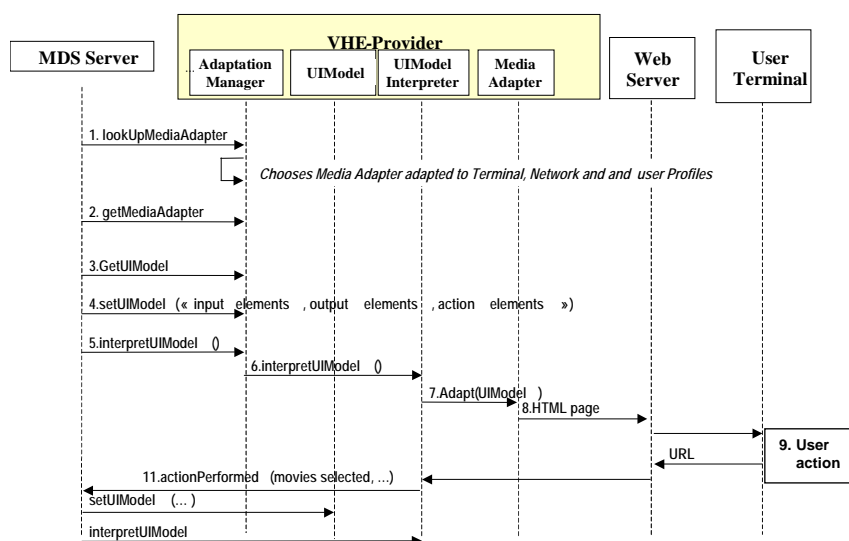 VHE-Provider
MDS Server
... Adaptation
Manager
UIModel
UIModel
Interpreter
Media
Adapter
Web
Server
User
Terminal
1. lookUpMediaAdapter
Chooses Media Adapter adapted to Terminal, Network and and user Profiles
2. getMediaAdapter
3.GetUIModel
4.setUIModel (« input elements , output elements , action elements »)
5.interpretUIModel ()
6.interpretUIModel ()
7.Adapt(UIModel )
8.HTML page
9. User
action
URL
11.actionPerformed (movies selected, ...)
setUIModel (... )
interpretUIModel